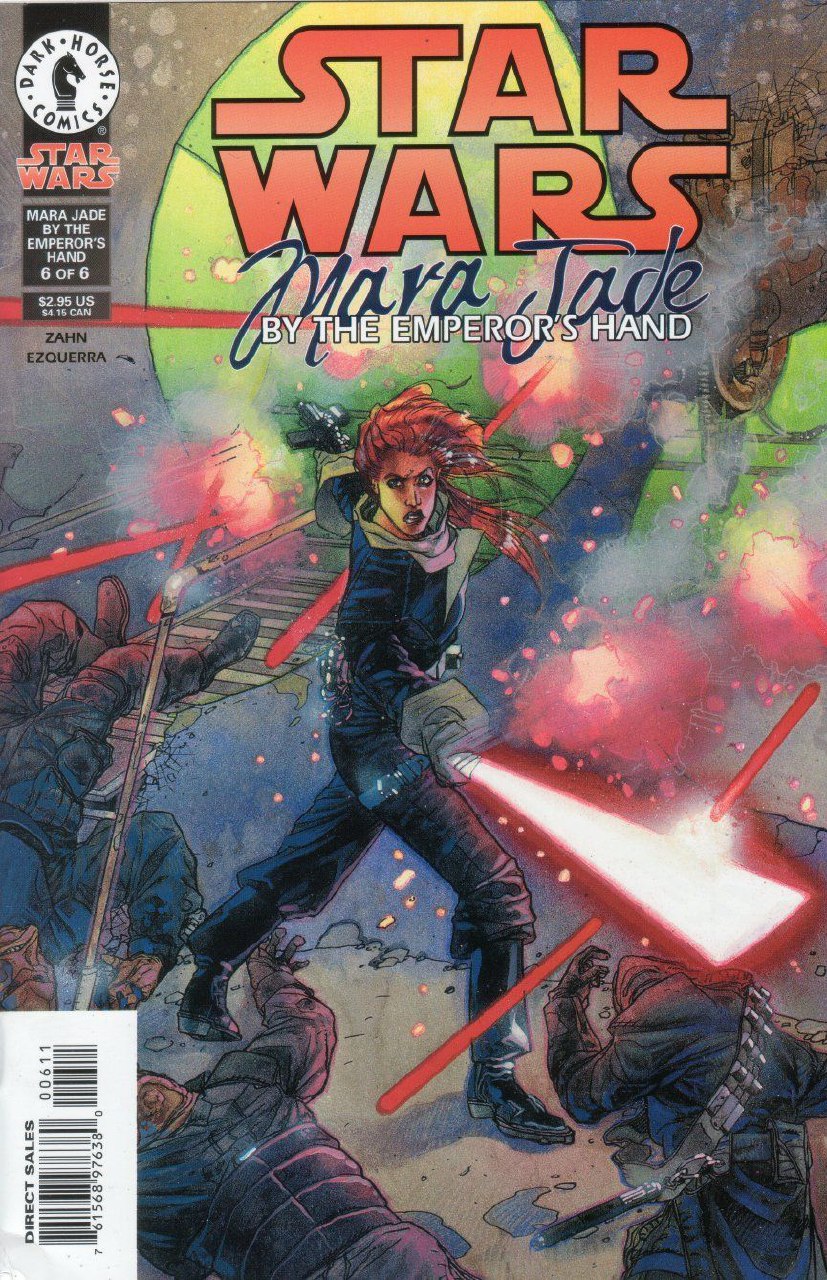 DARK • HORSE
COMICS
®
STAR
WARS
MARA JADE
BY THE
EMPEROR'S
HAND
6 OF 6
$2.95 US
$4.15 CAN
ZAHN
EZQUERRA
STAR
WARS
Mara Jade
BY THE EMPEROR'S HAND
DIRECT SALES
00611
7 61568 97638 0